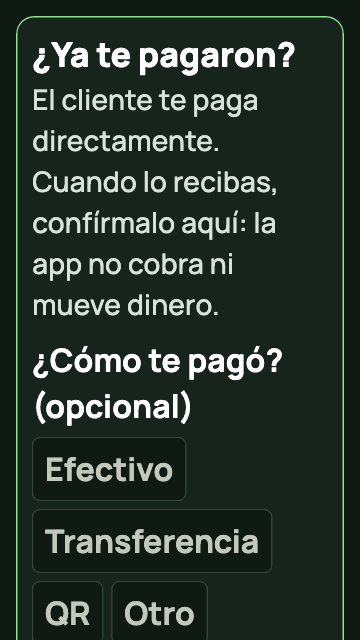 ¿Ya te pagaron?
El cliente te paga
directamente.
Cuando lo recibas,
confírmalo aquí: la
app no cobra ni
mueve dinero.
¿Cómo te pagó?
(opcional)
Efectivo
Transferencia
QR Otro